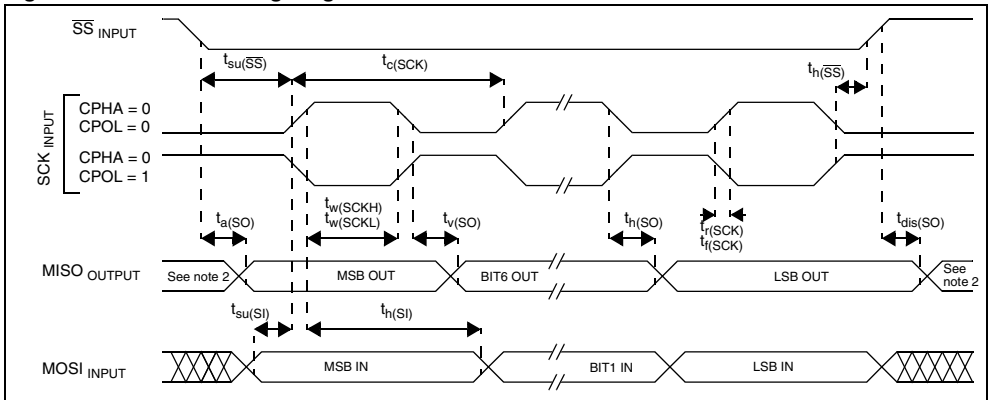 SS INPUT
tsu(SS)
tc(SCK)
th(SS)
SCK INPUT
CPHA = 0
CPOL = 0
CPHA = 0
CPOL = 1
ta(SO)
tw(SCKH)
tw(SCKL)
tv(SO)
th(SO)
tr(SCK)
tf(SCK)
tdis(SO)
MISO OUTPUT
See note 2
MSB OUT
BIT6 OUT
LSB OUT
See
note 2
tsu(SI)
th(SI)
MOSI INPUT
MSB IN
BIT1 IN
LSB IN